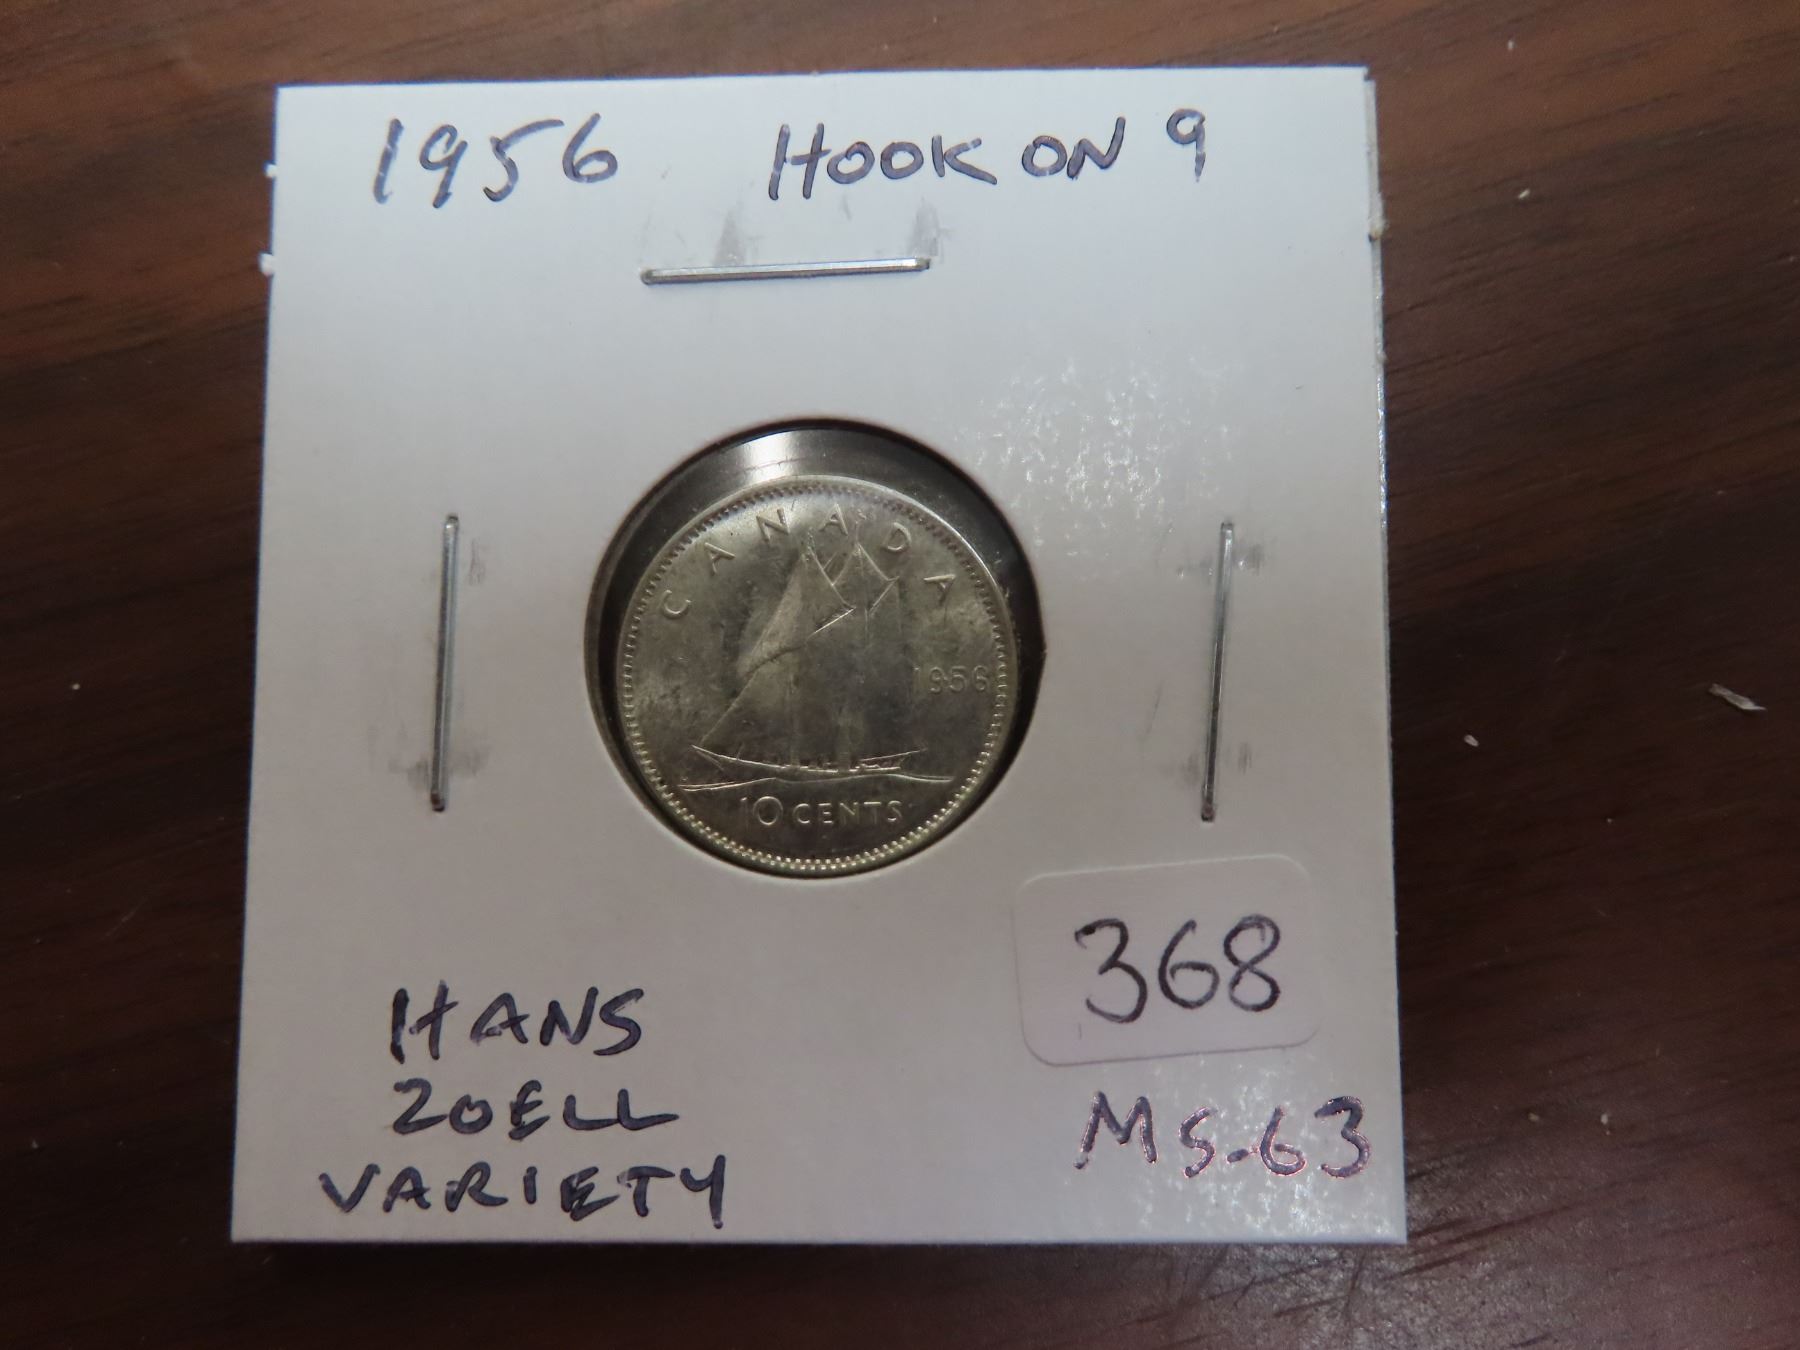 1956 HOOK ON 9
CANADA
1956
10 CENTS
368
HANS
ZOELL
VARIETY
MS-63